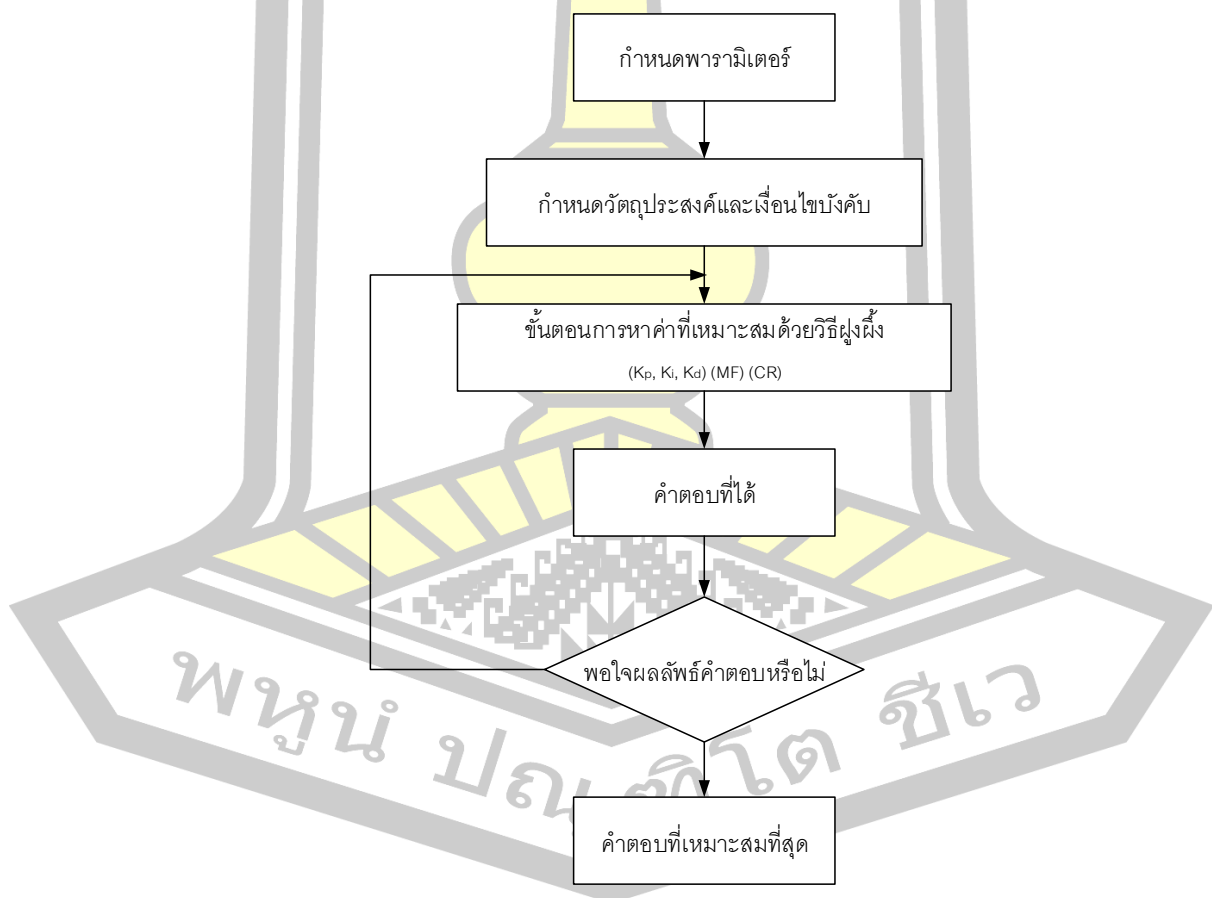 กำหนดพารามิเตอร์
กำหนดวัตถุประสงค์และเงื่อนไขบังคับ
ขั้นตอนการหาค่าที่เหมาะสมด้วยวิธีฝูงผึ้ง
(Kp, Ki, Kd) (MF) (CR)
คำตอบที่ได้
พอใจผลลัพธ์คำตอบหรือไม่
คำตอบที่เหมาะสมที่สุด
พหูนํ ปณฺฑิโต ชีเว